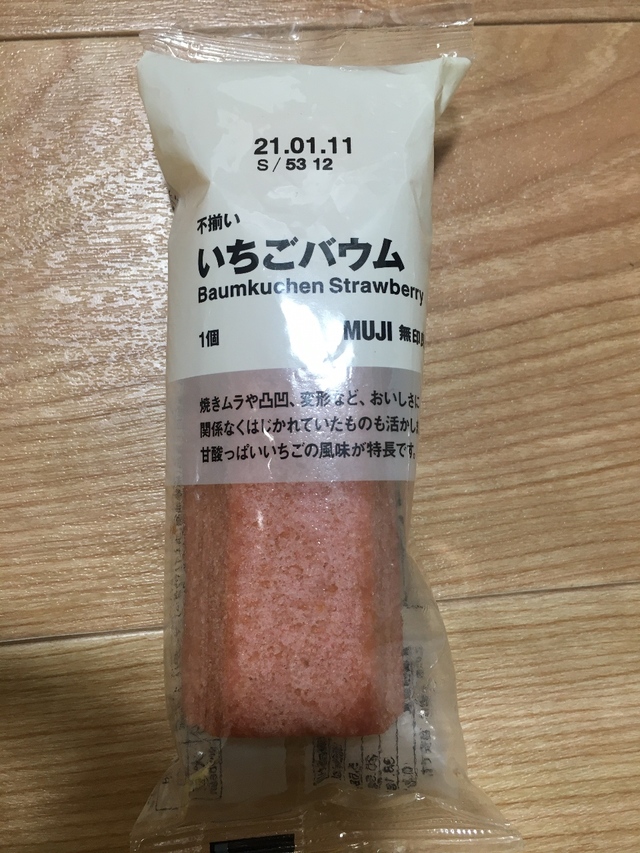 21.01.11
S/53 12
不揃い
いちごバウム
Baumkuchen Strawberry
1個 MUJI 無印
焼きムラや凸凹、変形など、おいしさに
関係なくはじかれていたものも活かし
甘酸っぱいいちごの風味が特長です。